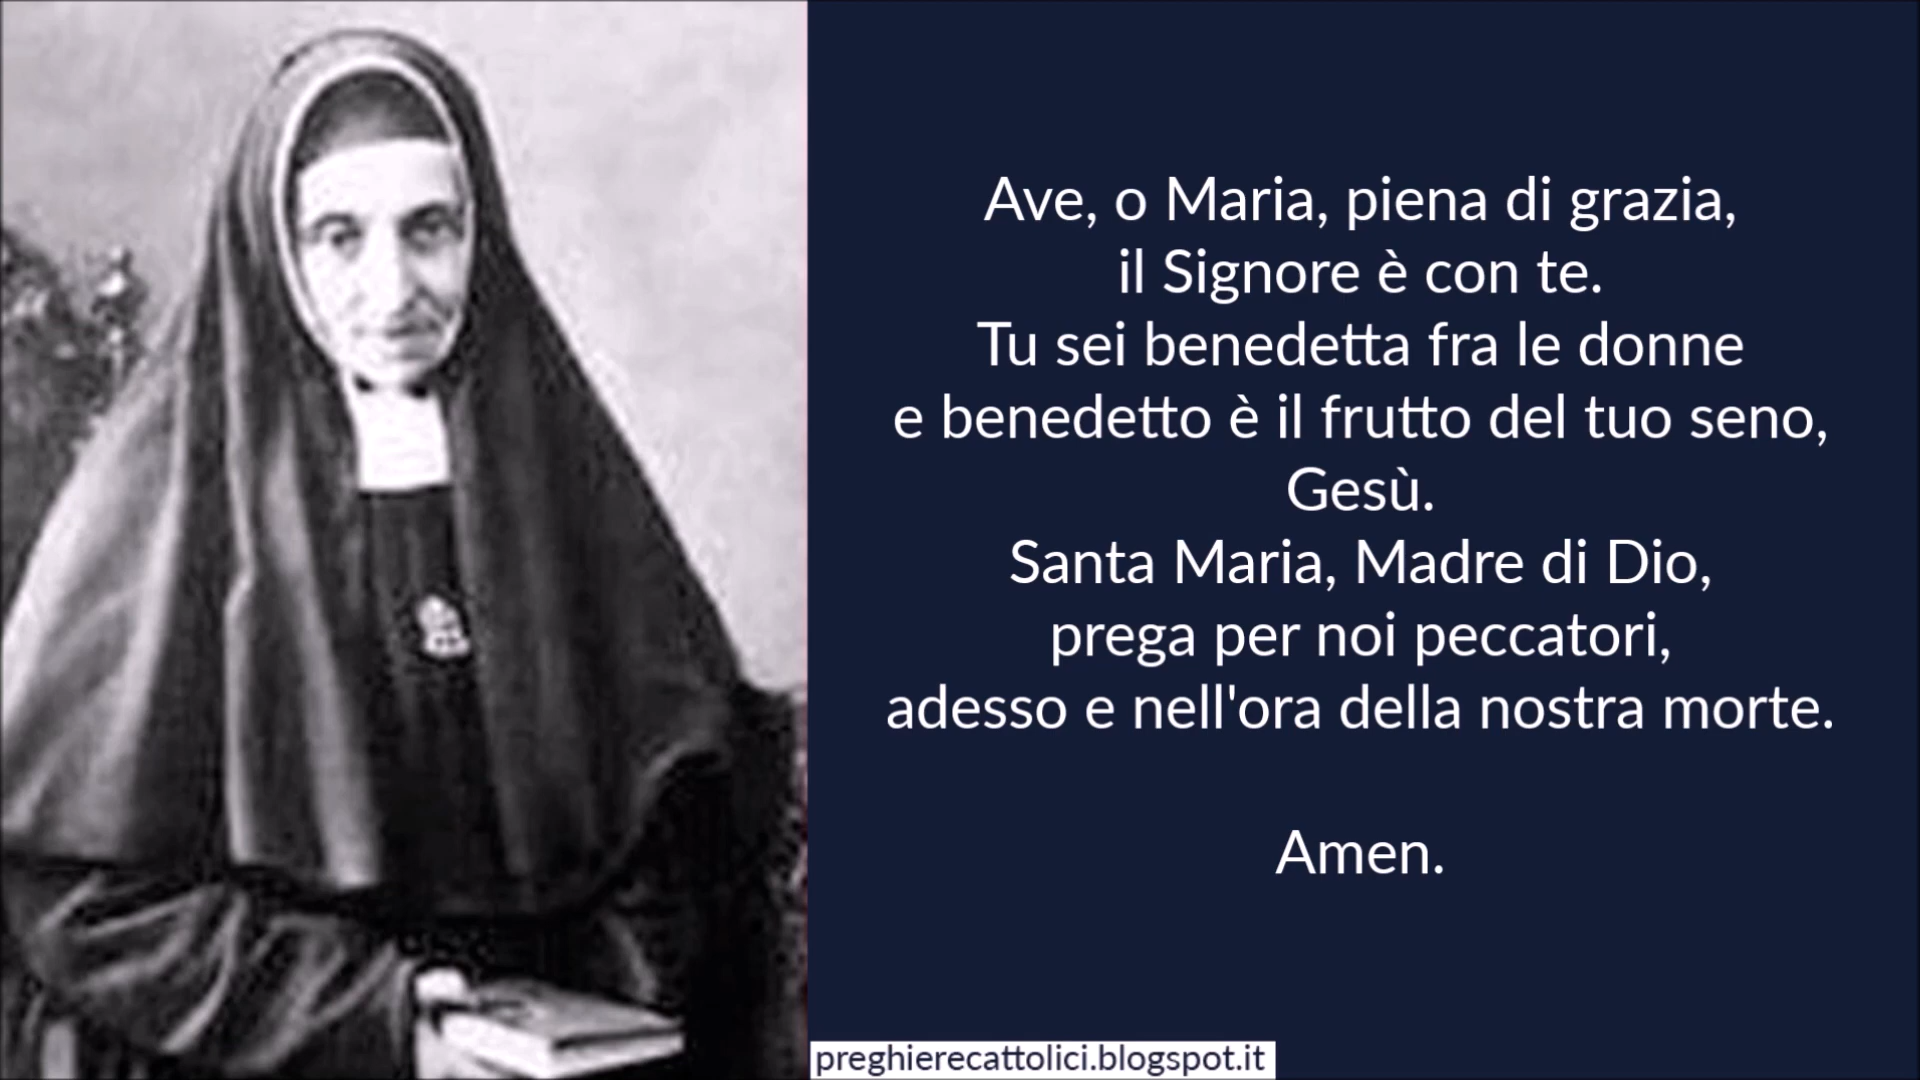 Ave, o Maria, piena di grazia,
il Signore è con te.
Tu sei benedetta fra le donne
e benedetto è il frutto del tuo seno,
Gesù.
Santa Maria, Madre di Dio,
prega per noi peccatori,
adesso e nell'ora della nostra morte.
Amen.
preghierecattolici.blogspot.it